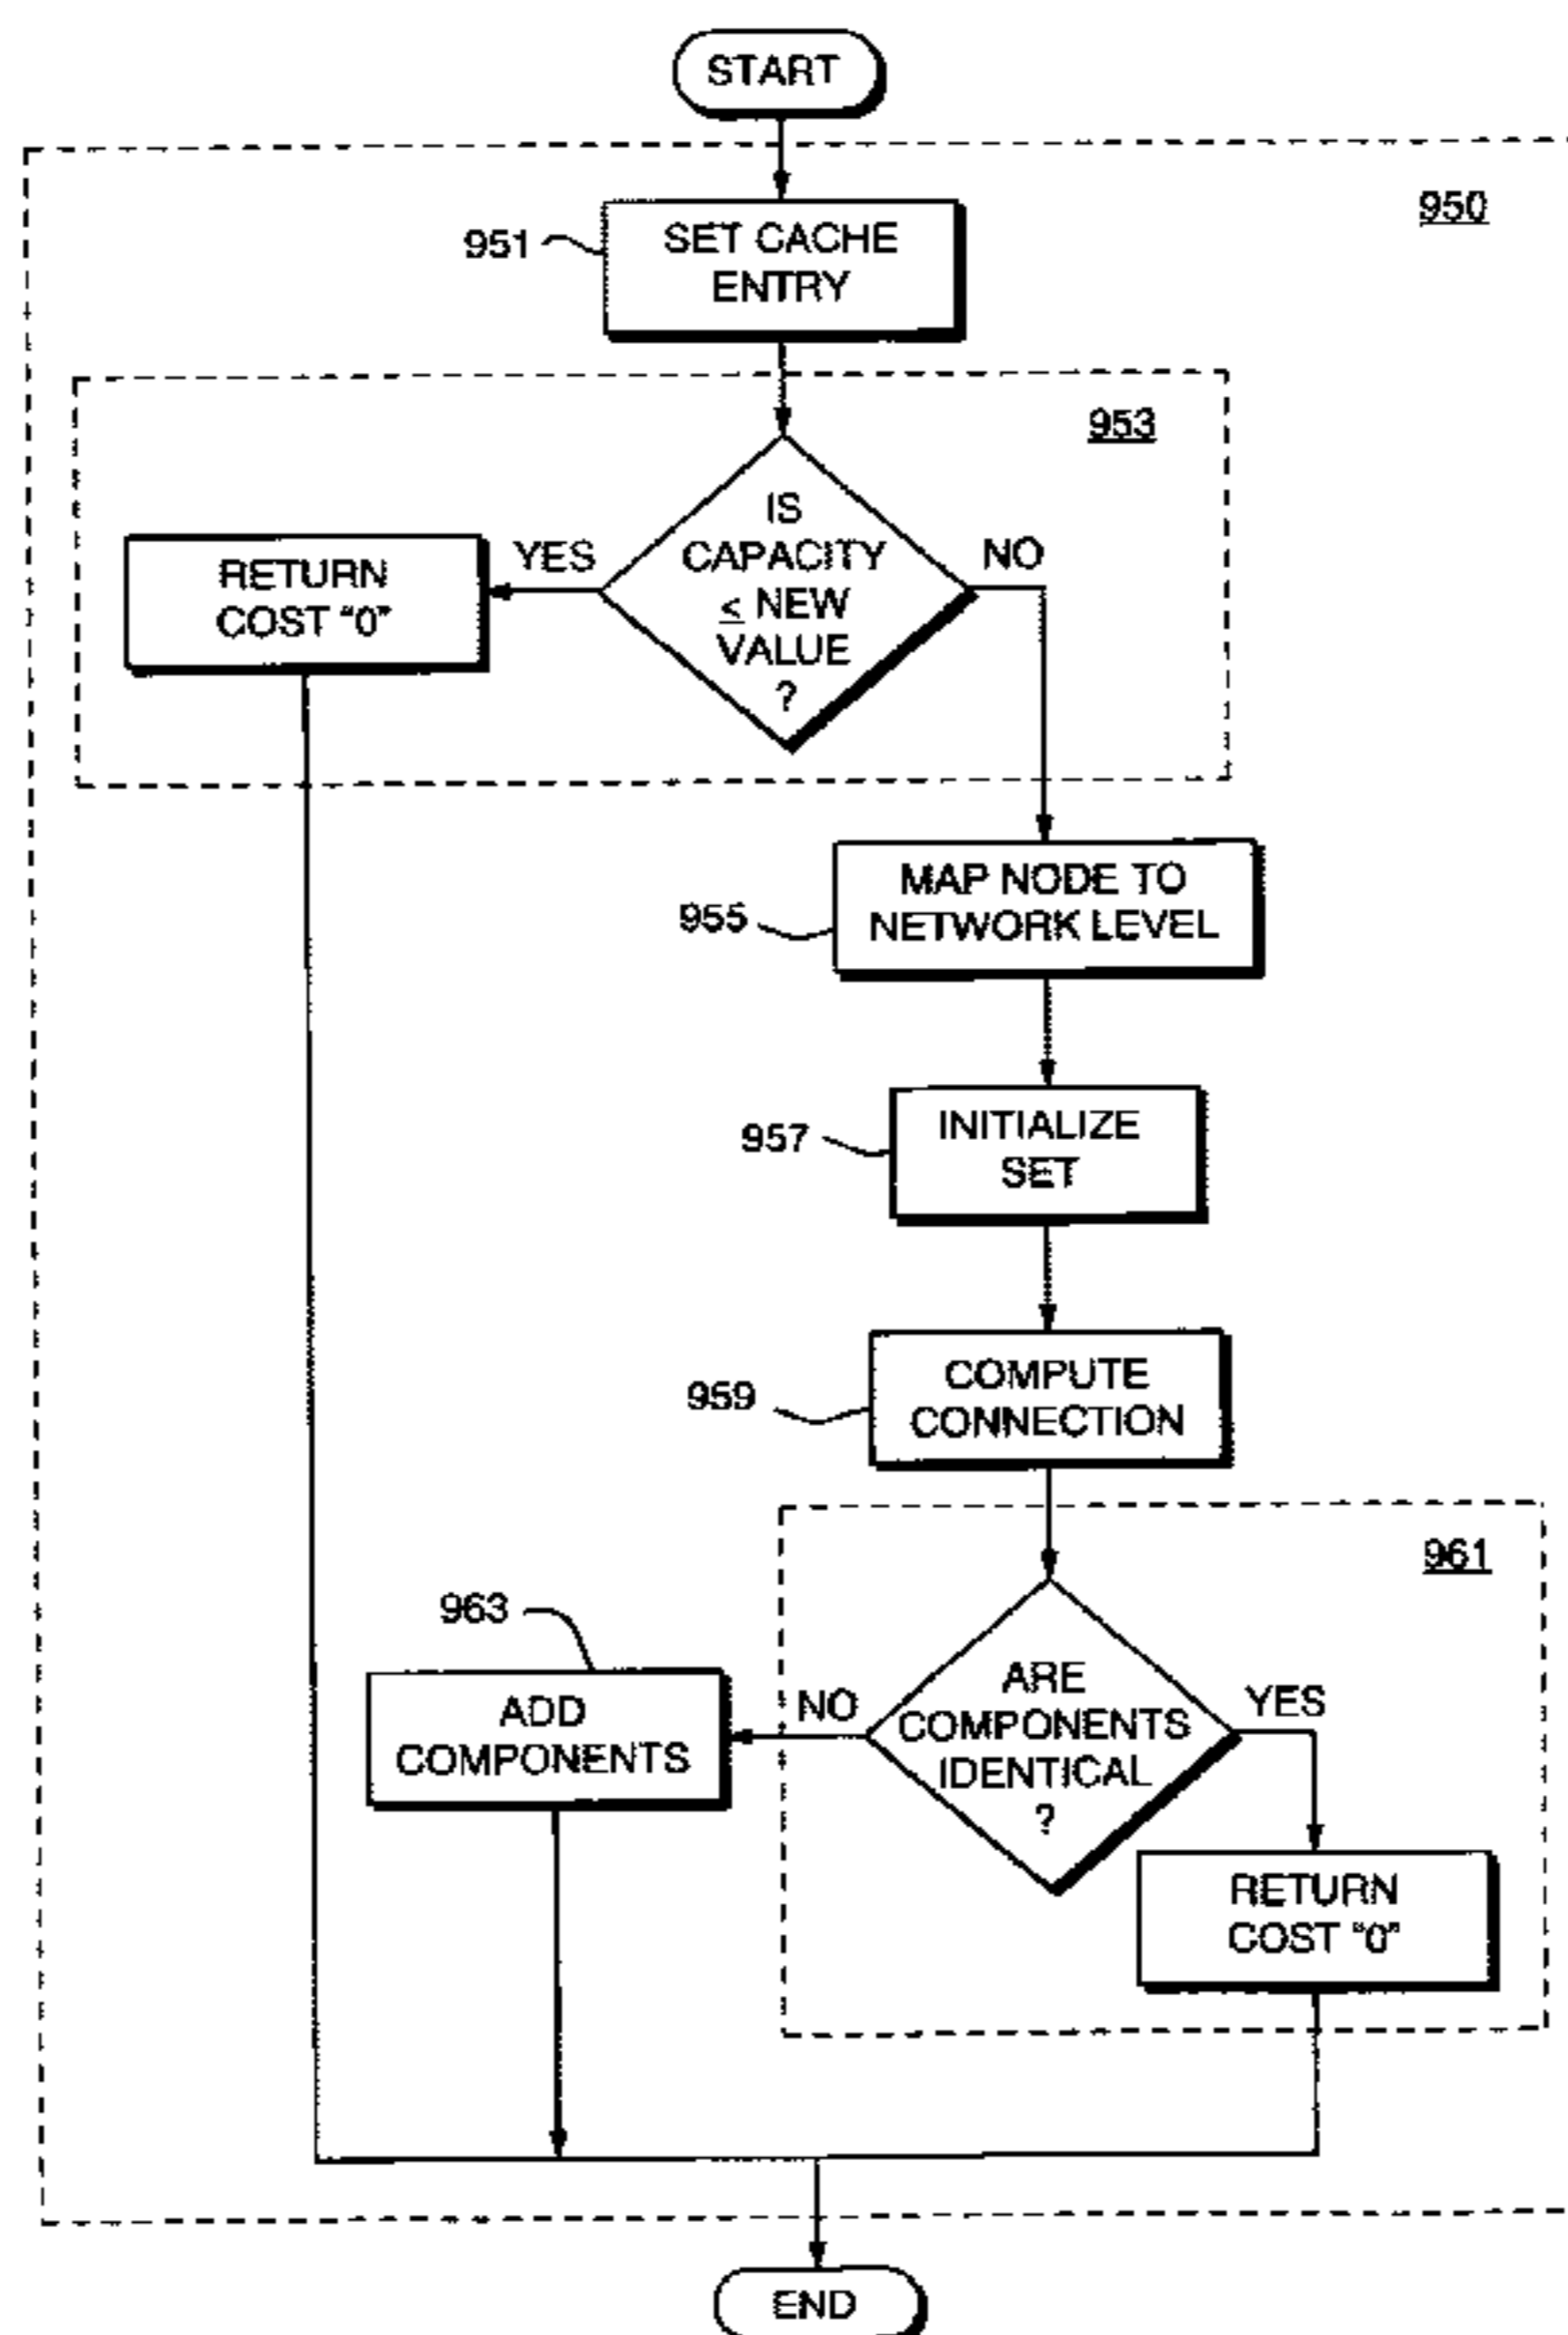 START
950
951
SET CACHE
ENTRY
953
IS
CAPACITY
≤ NEW
VALUE
?
YES
NO
RETURN
COST "0"
955
MAP NODE TO
NETWORK LEVEL
957
INITIALIZE
SET
959
COMPUTE
CONNECTION
961
963
ADD
COMPONENTS
NO
ARE
COMPONENTS
IDENTICAL
?
YES
RETURN
COST "0"
END